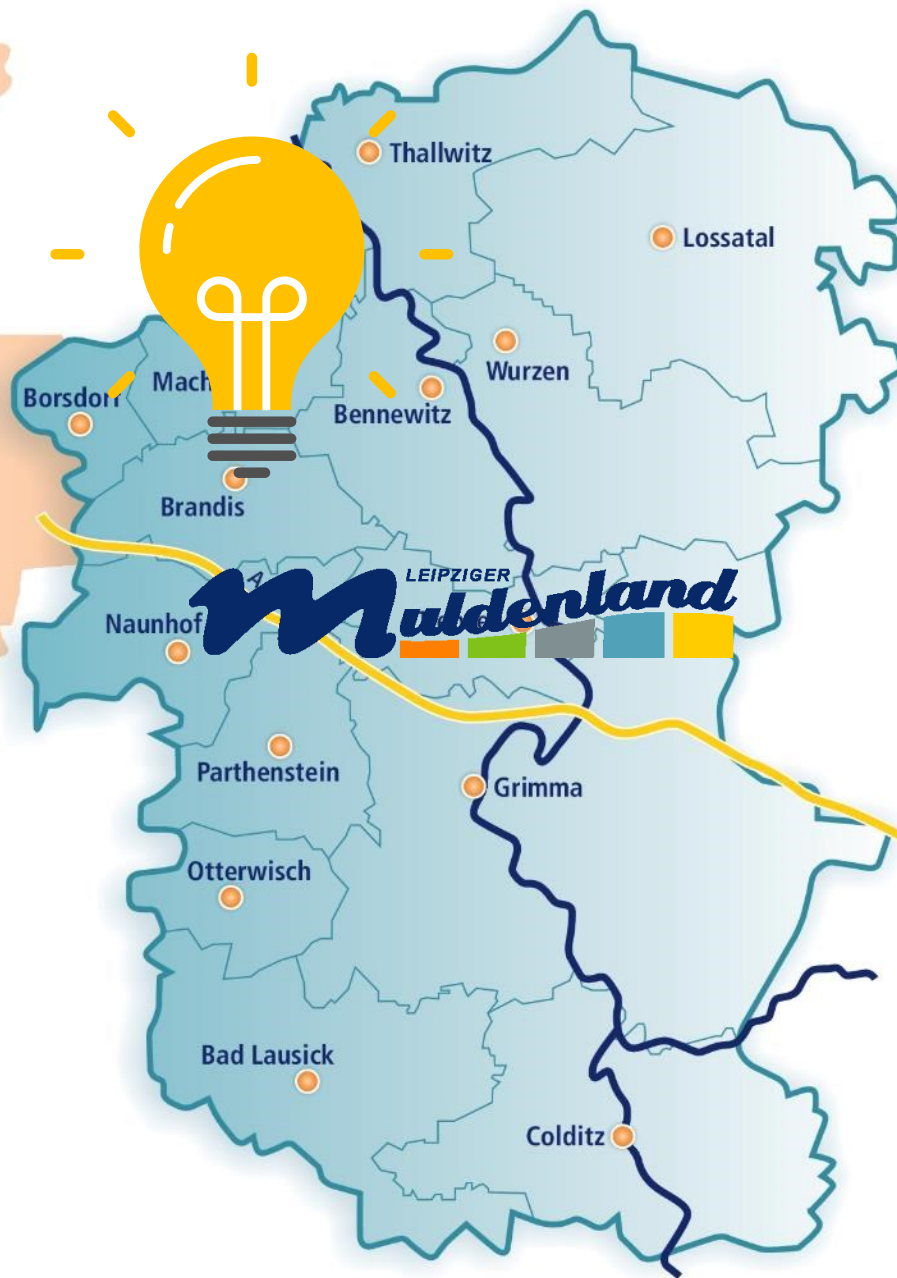 Thallwitz
Lossatal
Wurzen
Borsdorf
Mach
Bennewitz
Brandis
LEIPZIGER
Muldenland
Naunhof
Parthenstein
Grimma
Otterwisch
Bad Lausick
Colditz